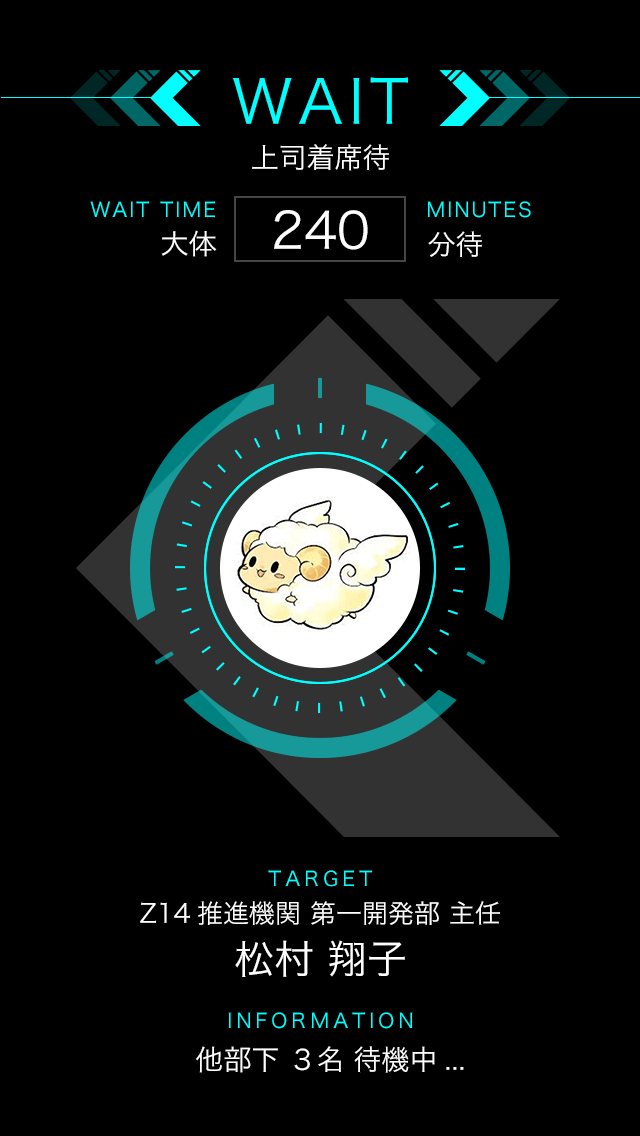 WAIT
上司着席待
WAIT TIME 240 MINUTES
大体 分待
TARGET
Z14 推進機関 第一開発部 主任
松村 翔子
INFORMATION
他部下 3名 待機中 ...